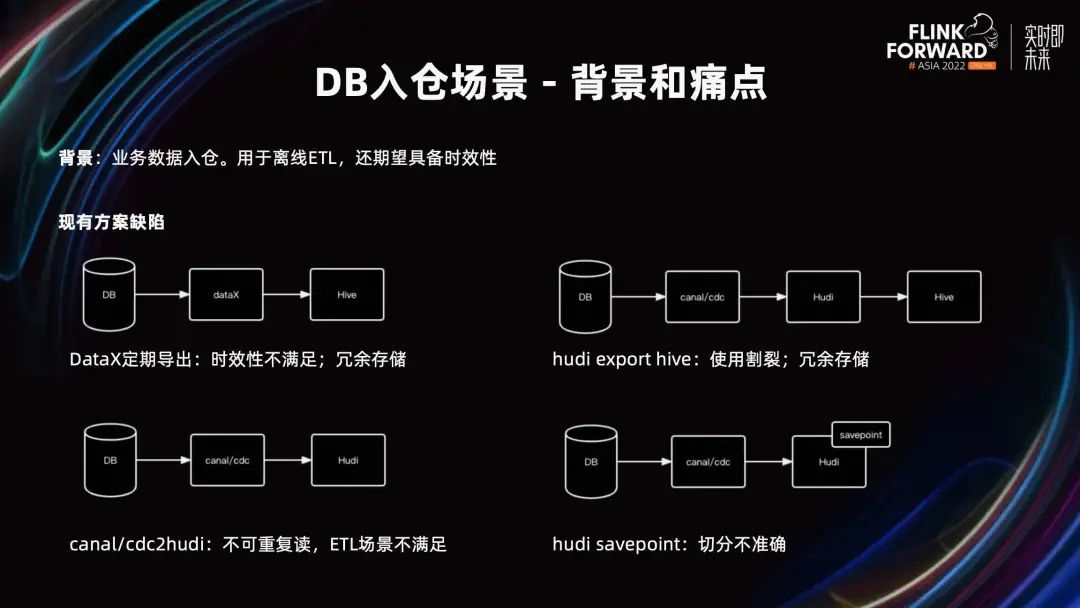 FLINK
FORWARD
# ASIA 2022 ONLINE
实时即
未来
DB入仓场景 - 背景和痛点
背景：业务数据入仓。用于离线ETL，还期望具备时效性
现有方案缺陷
DB
dataX
Hive
DataX定期导出：时效性不满足；冗余存储
DB
canal/cdc
Hudi
Hive
hudi export hive：使用割裂；冗余存储
DB
canal/cdc
Hudi
canal/cdc2hudi：不可重复读，ETL场景不满足
DB
canal/cdc
Hudi
savepoint
hudi savepoint：切分不准确